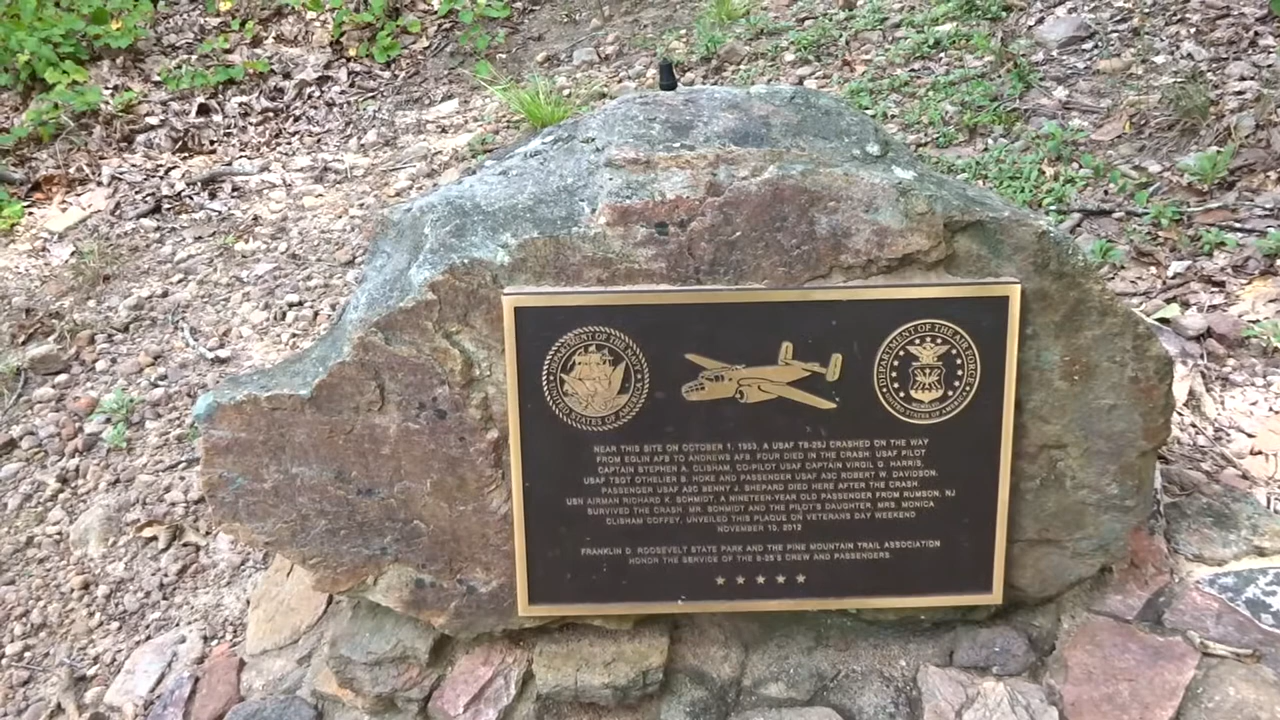 DEPARTMENT OF THE NAVY
UNITED STATES OF AMERICA
DEPARTMENT OF THE AIR FORCE
MCMXLVII
UNITED STATES OF AMERICA
NEAR THIS SITE ON OCTOBER 1, 1953, A USAF TB-25J CRASHED ON THE WAY
FROM EGLIN AFB TO ANDREWS AFB. FOUR DIED IN THE CRASH: USAF PILOT
CAPTAIN STEPHEN A. CLISHAM, CO-PILOT USAF CAPTAIN VIRGIL G. HARRIS,
USAF TSGT OTHELIER B. HOKE AND PASSENGER USAF A3C ROBERT W. DAVIDSON.
PASSENGER USAF A2C BENNY J. SHEPARD DIED HERE AFTER THE CRASH.
USN AIRMAN RICHARD K. SCHMIDT, A NINETEEN-YEAR OLD PASSENGER FROM RUMSON, NJ
SURVIVED THE CRASH. MR. SCHMIDT AND THE PILOT'S DAUGHTER, MRS. MONICA
CLISHAM COFFEY, UNVEILED THIS PLAQUE ON VETERANS DAY WEEKEND
NOVEMBER 10, 2012
FRANKLIN D. ROOSEVELT STATE PARK AND THE PINE MOUNTAIN TRAIL ASSOCIATION
HONOR THE SERVICE OF THE B-25'S CREW AND PASSENGERS.